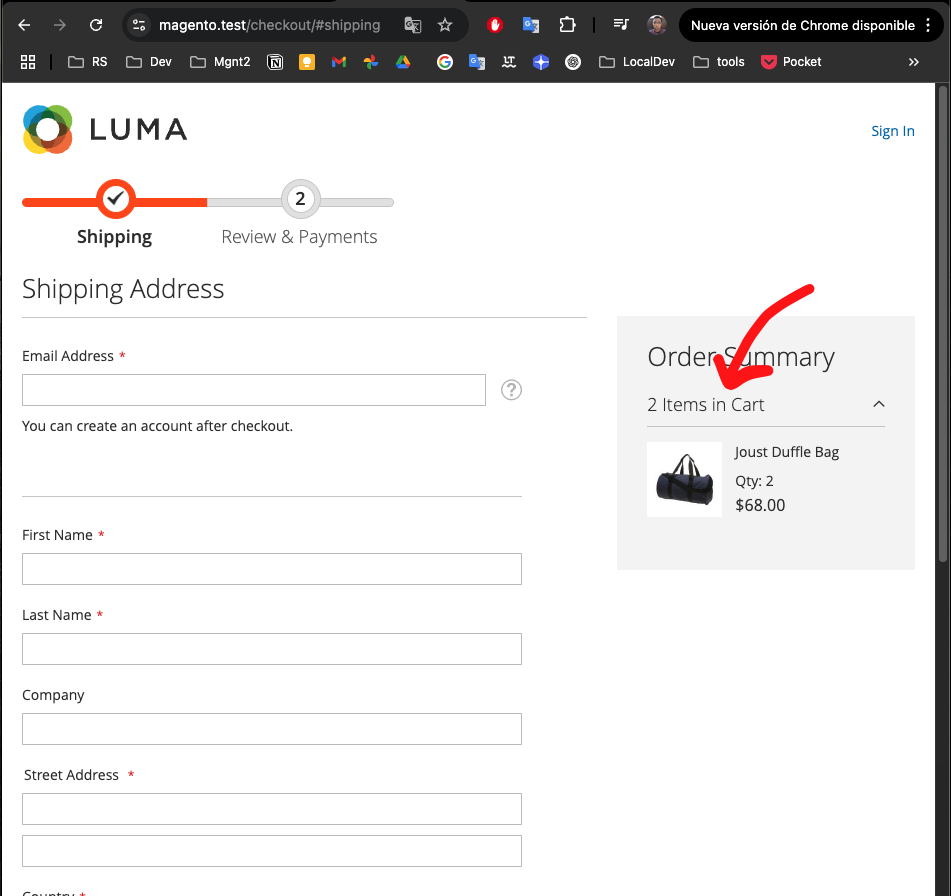 magento.test/checkout/#shipping
Nueva versión de Chrome disponible
RS
Dev
Mgnt2
LocalDev
tools
Pocket
LUMA
Sign In
2
Shipping
Review & Payments
Shipping Address
Email Address *
?
You can create an account after checkout.
First Name *
Last Name *
Company
Street Address *
Country *
Order Summary
2 Items in Cart
Joust Duffle Bag
Qty: 2
$68.00